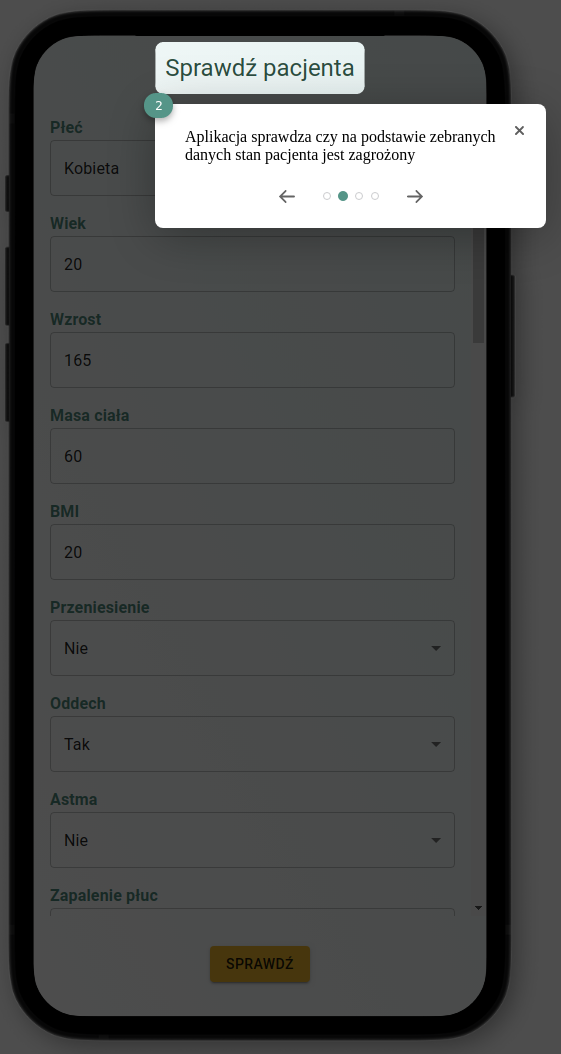 Sprawdź pacjenta
2
Aplikacja sprawdza czy na podstawie zebranych
danych stan pacjenta jest zagrożony
Płeć
Kobieta
Wiek
20
Wzrost
165
Masa ciała
60
BMI
20
Przeniesienie
Nie
Oddech
Tak
Astma
Nie
Zapalenie płuc
SPRAWDŹ